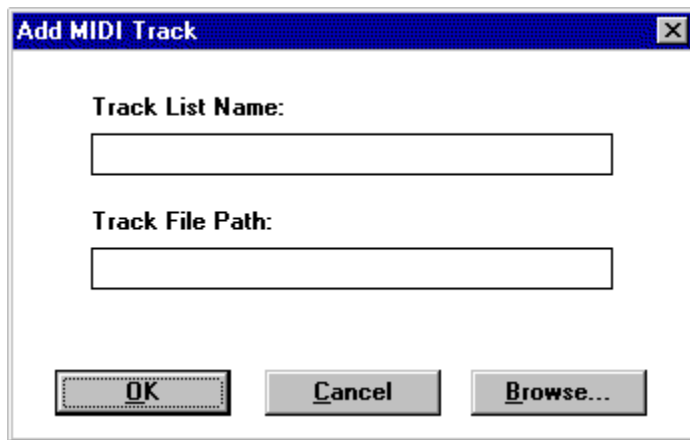 Add MIDI Track
Track List Name:
Track File Path:
OK Cancel Browse...